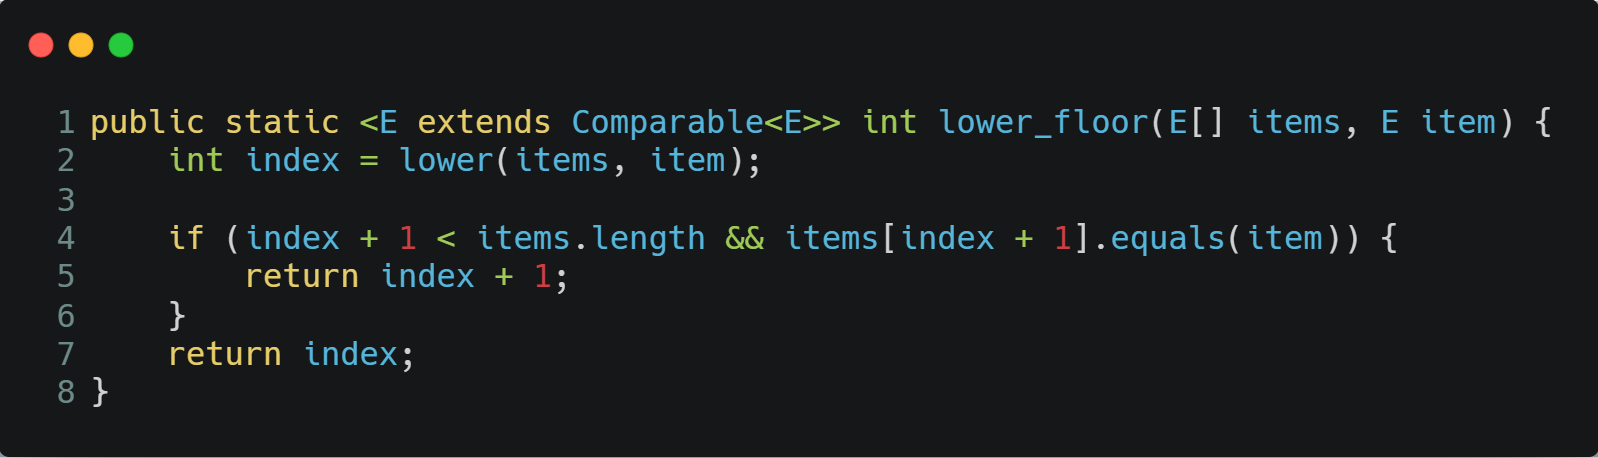 1 public static <E extends Comparable<E>> int lower_floor(E[] items, E item) {
2     int index = lower(items, item);
3
4     if (index + 1 < items.length && items[index + 1].equals(item)) {
5         return index + 1;
6     }
7     return index;
8 }